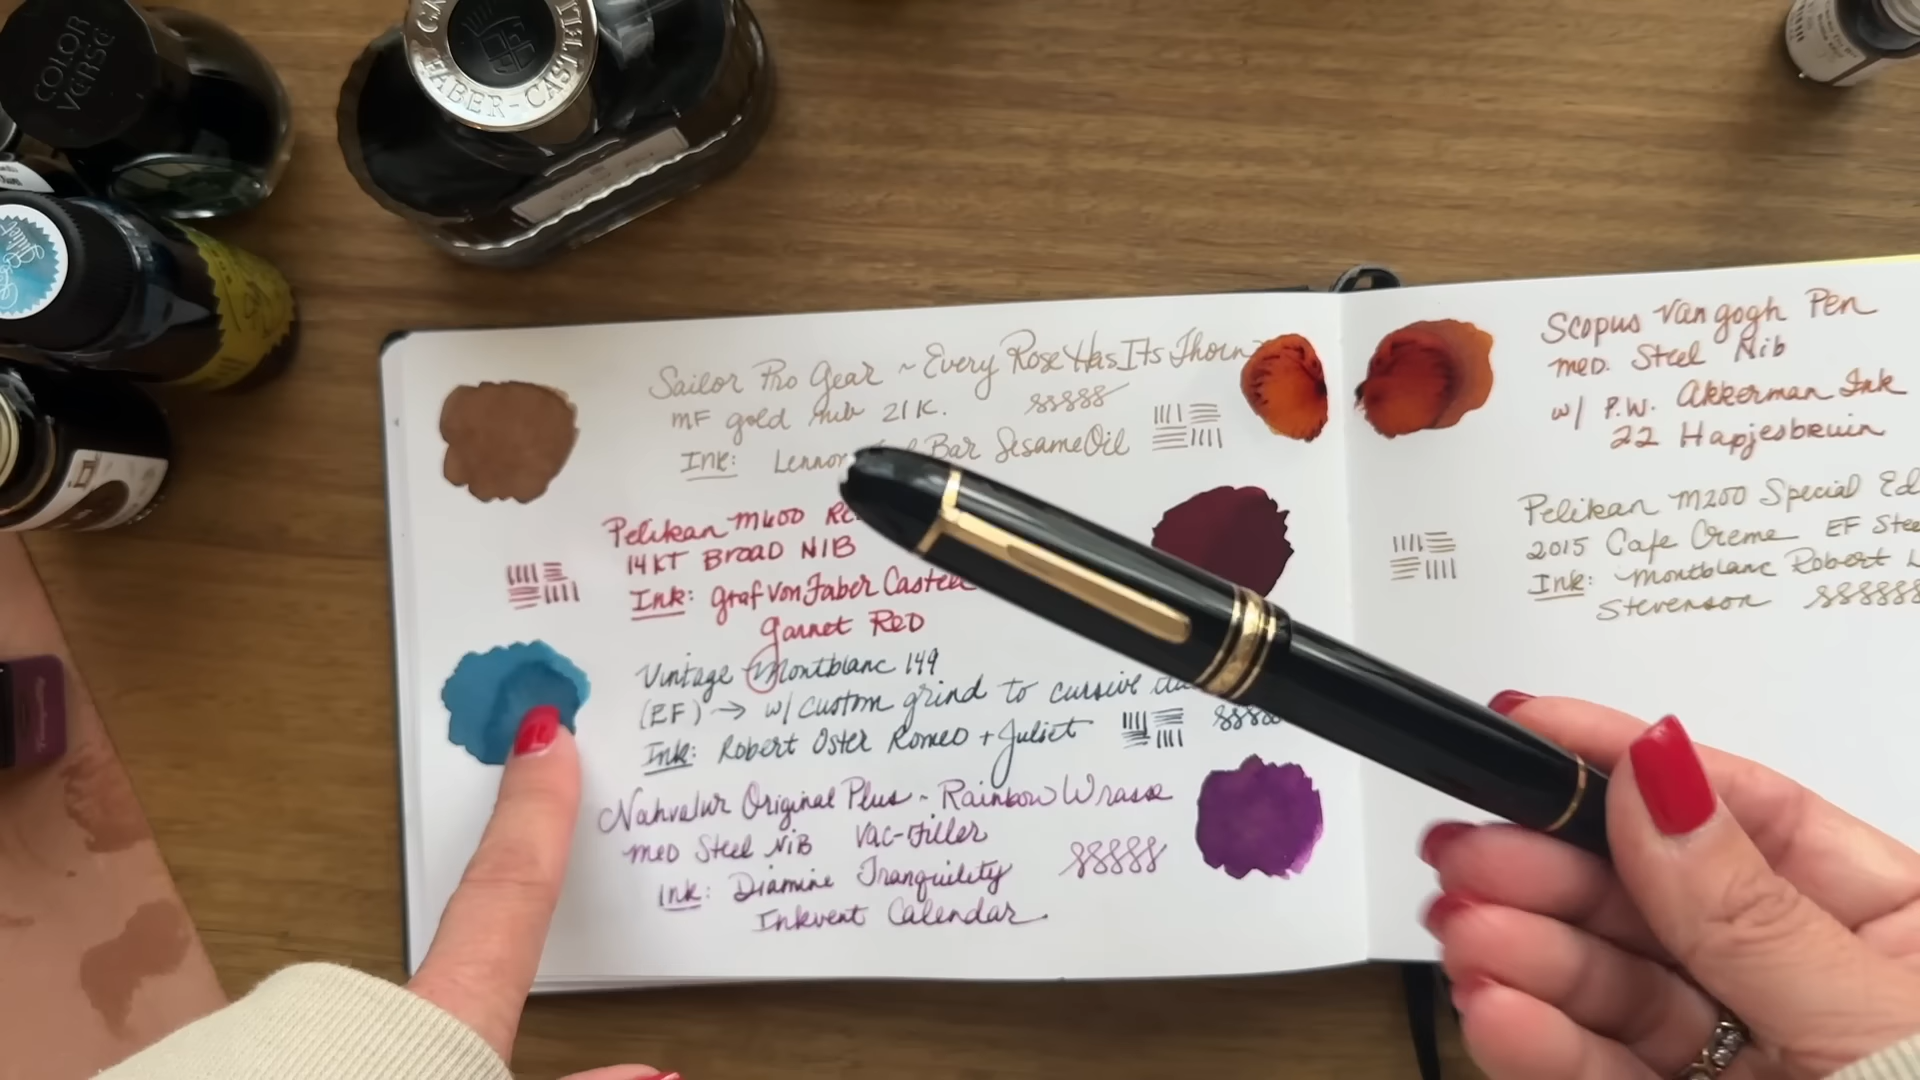 COLOR
VERSE
FABER-CASTELL
Sailor Pro Gear ~ Every Rose Has Its Thorn
MF gold nib 21K.
Ink: Lennon Bar Sesame Oil
Pelikan M600
14KT BROAD NIB
Ink: Graf Von Faber Castell
Garnet RED
Vintage Montblanc 149
(EF) → w/ custom grind to cursive
Ink: Robert Oster Romeo + Juliet
Nahvalur Original Plus ~ Rainbow Wrasse
med Steel NiB Vac-Filler
Ink: Diamine Tranquility
Inkvent Calendar.
Scopus Van gogh Pen
med. Steel Nib
w/ P.W. Akkerman Ink
22 Hapjesbruin
Pelikan M200 Special Ed
2015 Cafe Creme EF Stee
Ink: Montblanc Robert L
Stevenson